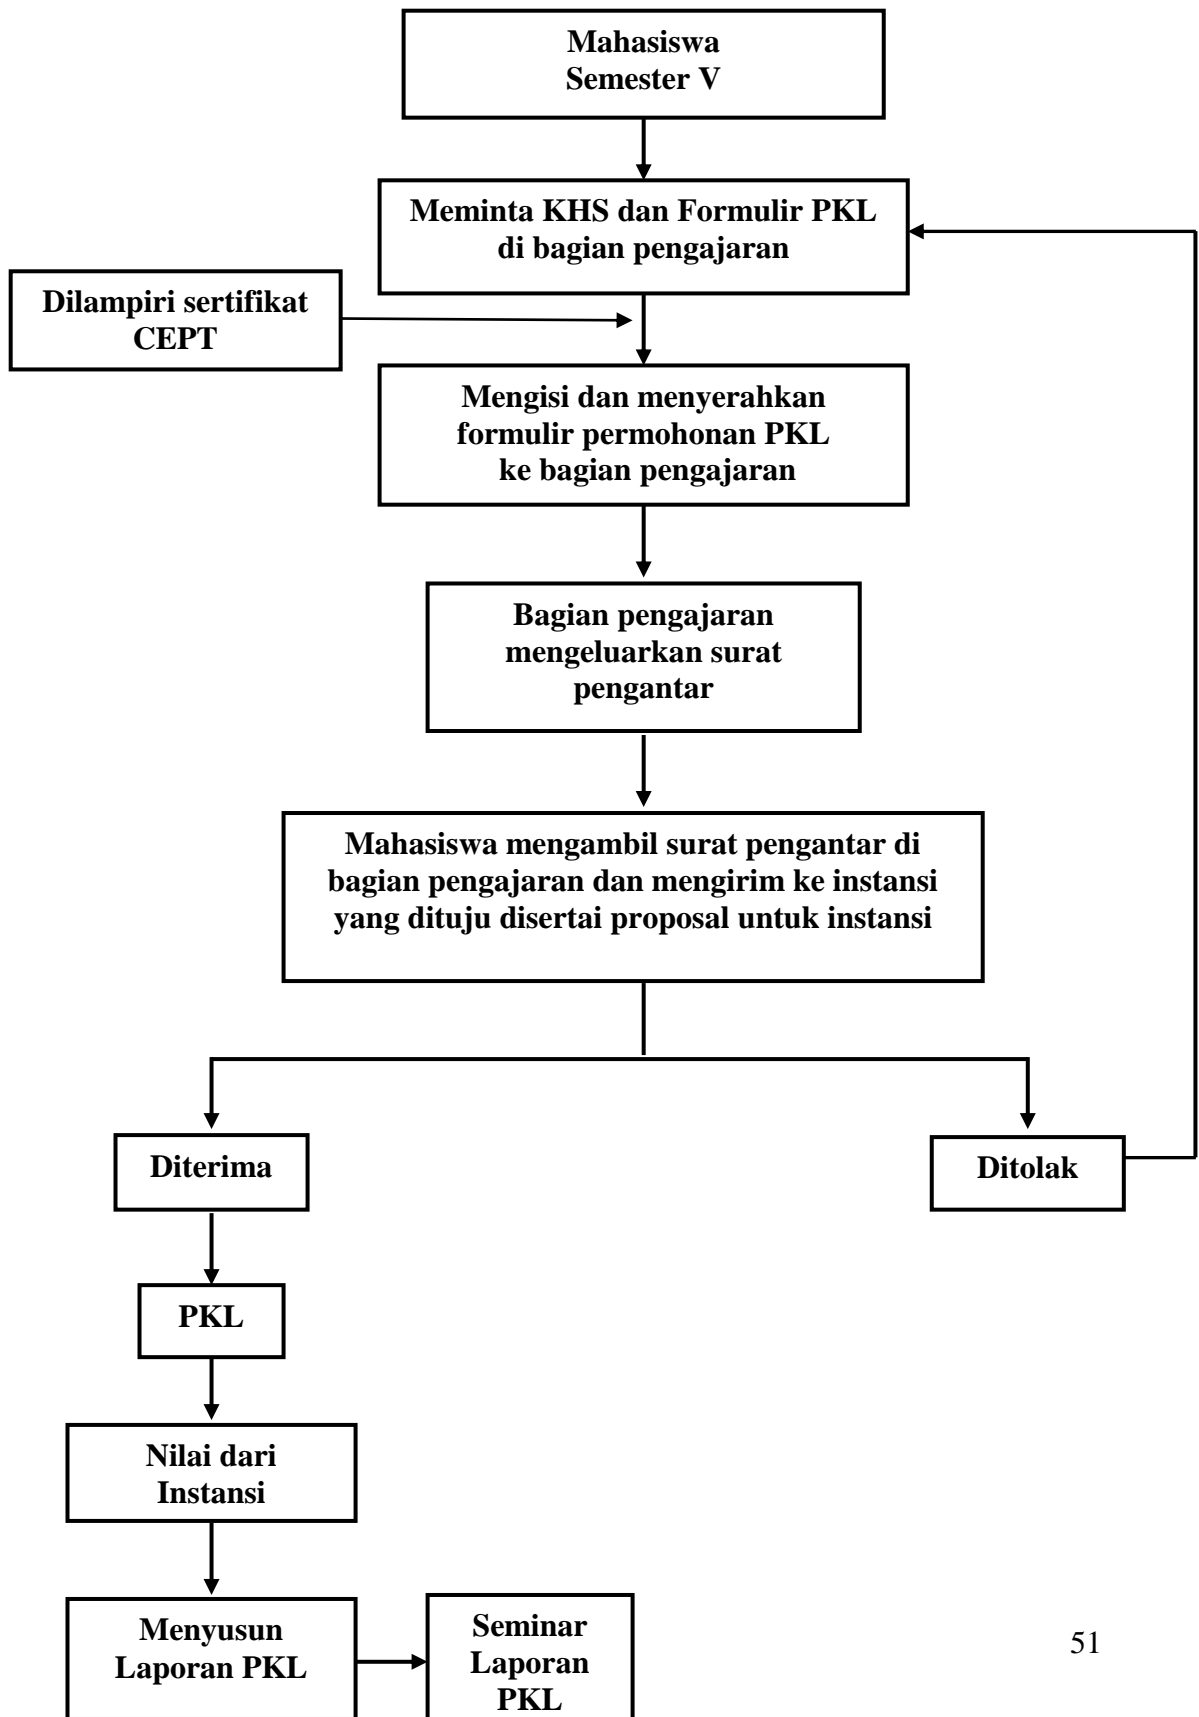 Mahasiswa
Semester V
Meminta KHS dan Formulir PKL
di bagian pengajaran
Dilampiri sertifikat
CEPT
Mengisi dan menyerahkan
formulir permohonan PKL
ke bagian pengajaran
Bagian pengajaran
mengeluarkan surat
pengantar
Mahasiswa mengambil surat pengantar di
bagian pengajaran dan mengirim ke instansi
yang dituju disertai proposal untuk instansi
Diterima
Ditolak
PKL
Nilai dari
Instansi
Menyusun
Laporan PKL
Seminar
Laporan
PKL
51